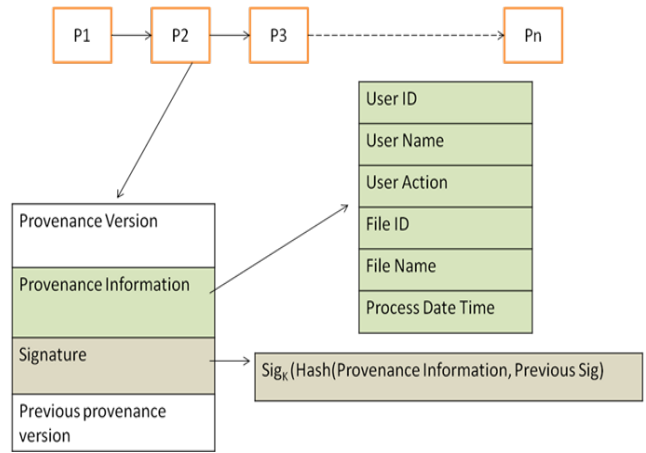 P1 P2 P3 Pn
User ID
User Name
User Action
File ID
File Name
Process Date Time
Provenance Version
Provenance Information
Signature
Previous provenance
version
Sigₖ (Hash(Provenance Information, Previous Sig)